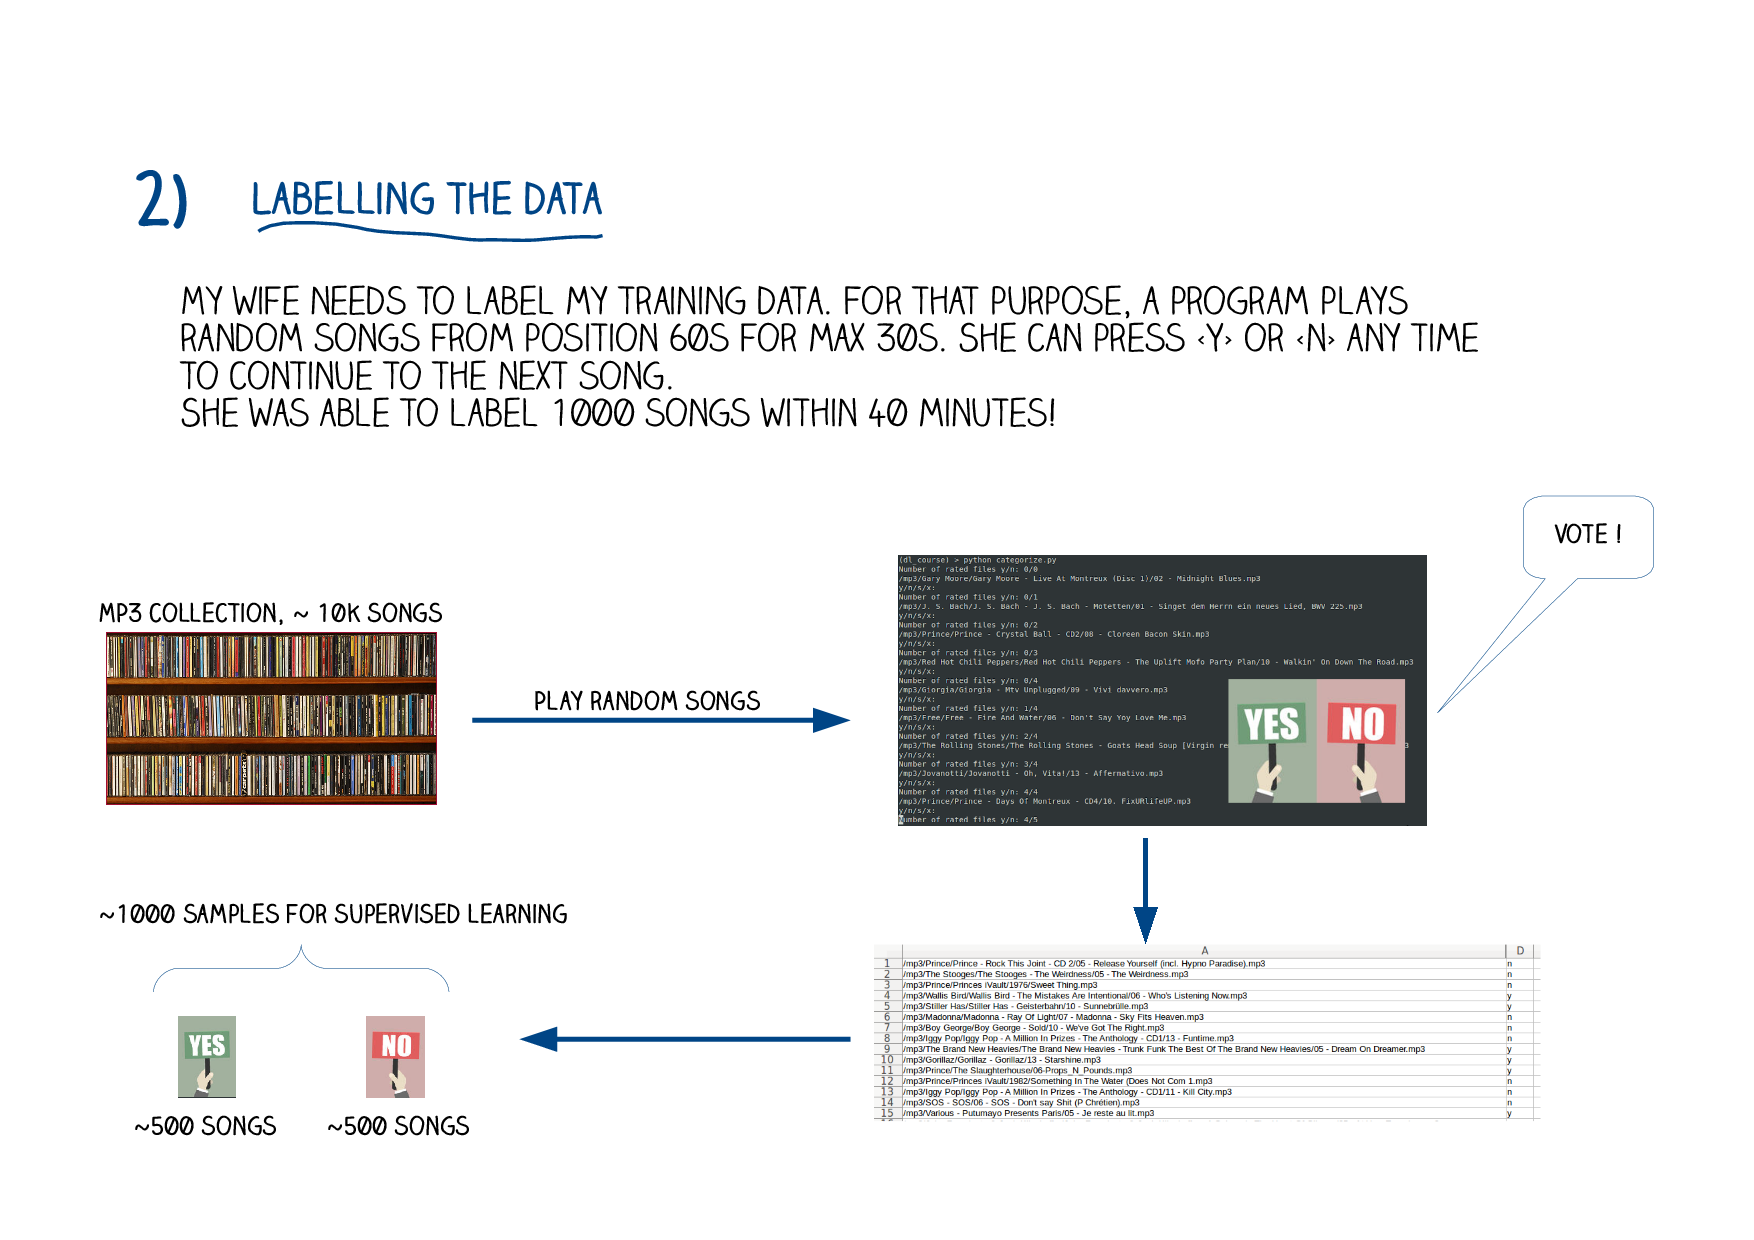 2) LABELLING THE DATA
MY WIFE NEEDS TO LABEL MY TRAINING DATA. FOR THAT PURPOSE, A PROGRAM PLAYS
RANDOM SONGS FROM POSITION 60S FOR MAX 30S. SHE CAN PRESS <Y> OR <N> ANY TIME
TO CONTINUE TO THE NEXT SONG.
SHE WAS ABLE TO LABEL 1000 SONGS WITHIN 40 MINUTES!
VOTE !
MP3 COLLECTION, ~ 10K SONGS
PLAY RANDOM SONGS
(dl_course) > python categorize.py
Number of rated files y/n: 0/0
/mp3/Gary Moore/Gary Moore - Live At Montreux (Disc 1)/02 - Midnight Blues.mp3
y/n/s/x:
Number of rated files y/n: 0/1
/mp3/J. S. Bach/J. S. Bach - J. S. Bach - Motetten/01 - Singet dem Herrn ein neues Lied, BWV 225.mp3
y/n/s/x:
Number of rated files y/n: 0/2
/mp3/Prince/Prince - Crystal Ball - CD2/08 - Cloreen Bacon Skin.mp3
y/n/s/x:
Number of rated files y/n: 0/3
/mp3/Red Hot Chili Peppers/Red Hot Chili Peppers - The Uplift Mofo Party Plan/10 - Walkin' On Down The Road.mp3
y/n/s/x:
Number of rated files y/n: 0/4
/mp3/Giorgia/Giorgia - Mtv Unplugged/09 - Vivi davvero.mp3
y/n/s/x:
Number of rated files y/n: 1/4
/mp3/Free/Free - Fire And Water/06 - Don't Say Yoy Love Me.mp3
y/n/s/x:
Number of rated files y/n: 2/4
/mp3/The Rolling Stones/The Rolling Stones - Goats Head Soup [Virgin re 3
y/n/s/x:
Number of rated files y/n: 3/4
/mp3/Jovanotti/Jovanotti - Oh, Vita!/13 - Affermativo.mp3
y/n/s/x:
Number of rated files y/n: 4/4
/mp3/Prince/Prince - Days Of Montreux - CD4/10. FixURlifeUP.mp3
y/n/s/x:
Number of rated files y/n: 4/5
YES NO
~1000 SAMPLES FOR SUPERVISED LEARNING
YES NO
~500 SONGS ~500 SONGS
A D
1 /mp3/Prince/Prince - Rock This Joint - CD 2/05 - Release Yourself (incl. Hypno Paradise).mp3 n
2 /mp3/The Stooges/The Stooges - The Weirdness/05 - The Weirdness.mp3 n
3 /mp3/Prince/Princes iVault/1976/Sweet Thing.mp3 n
4 /mp3/Wallis Bird/Wallis Bird - The Mistakes Are Intentional/06 - Who's Listening Now.mp3 y
5 /mp3/Stiller Has/Stiller Has - Geisterbahn/10 - Sunnebrülle.mp3 y
6 /mp3/Madonna/Madonna - Ray Of Light/07 - Madonna - Sky Fits Heaven.mp3 n
7 /mp3/Boy George/Boy George - Sold/10 - We've Got The Right.mp3 n
8 /mp3/Iggy Pop/Iggy Pop - A Million In Prizes - The Anthology - CD1/13 - Funtime.mp3 n
9 /mp3/The Brand New Heavies/The Brand New Heavies - Trunk Funk The Best Of The Brand New Heavies/05 - Dream On Dreamer.mp3 y
10 /mp3/Gorillaz/Gorillaz - Gorillaz/13 - Starshine.mp3 y
11 /mp3/Prince/The Slaughterhouse/06-Props_N_Pounds.mp3 y
12 /mp3/Prince/Princes iVault/1982/Something In The Water (Does Not Com 1.mp3 n
13 /mp3/Iggy Pop/Iggy Pop - A Million In Prizes - The Anthology - CD1/11 - Kill City.mp3 n
14 /mp3/SOS - SOS/06 - SOS - Don't say Shit (P Chrétien).mp3 n
15 /mp3/Various - Putumayo Presents Paris/05 - Je reste au lit.mp3 y